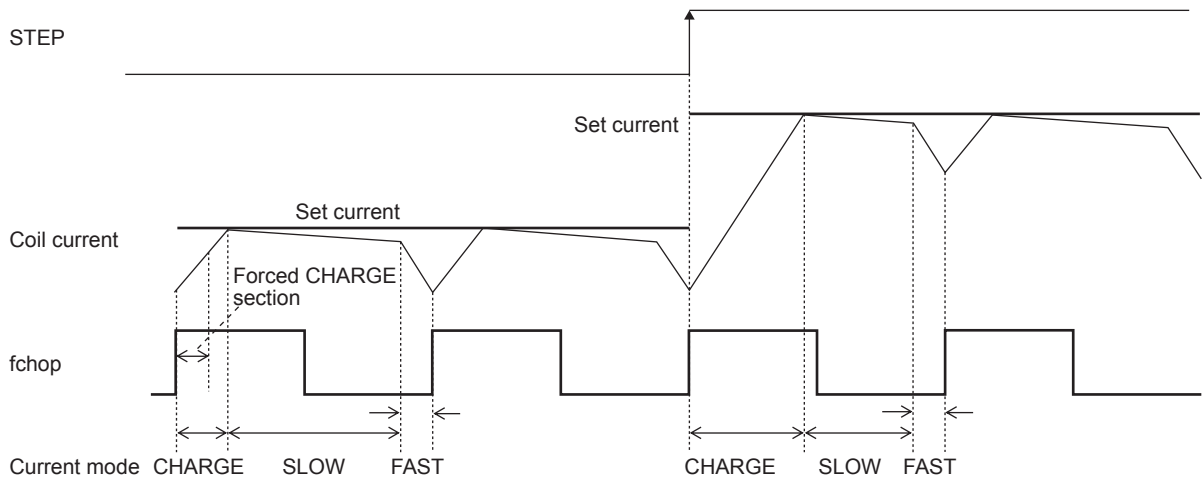 STEP
Set current
Set current
Coil current
Forced CHARGE
section
fchop
Current mode CHARGE SLOW FAST CHARGE SLOW FAST